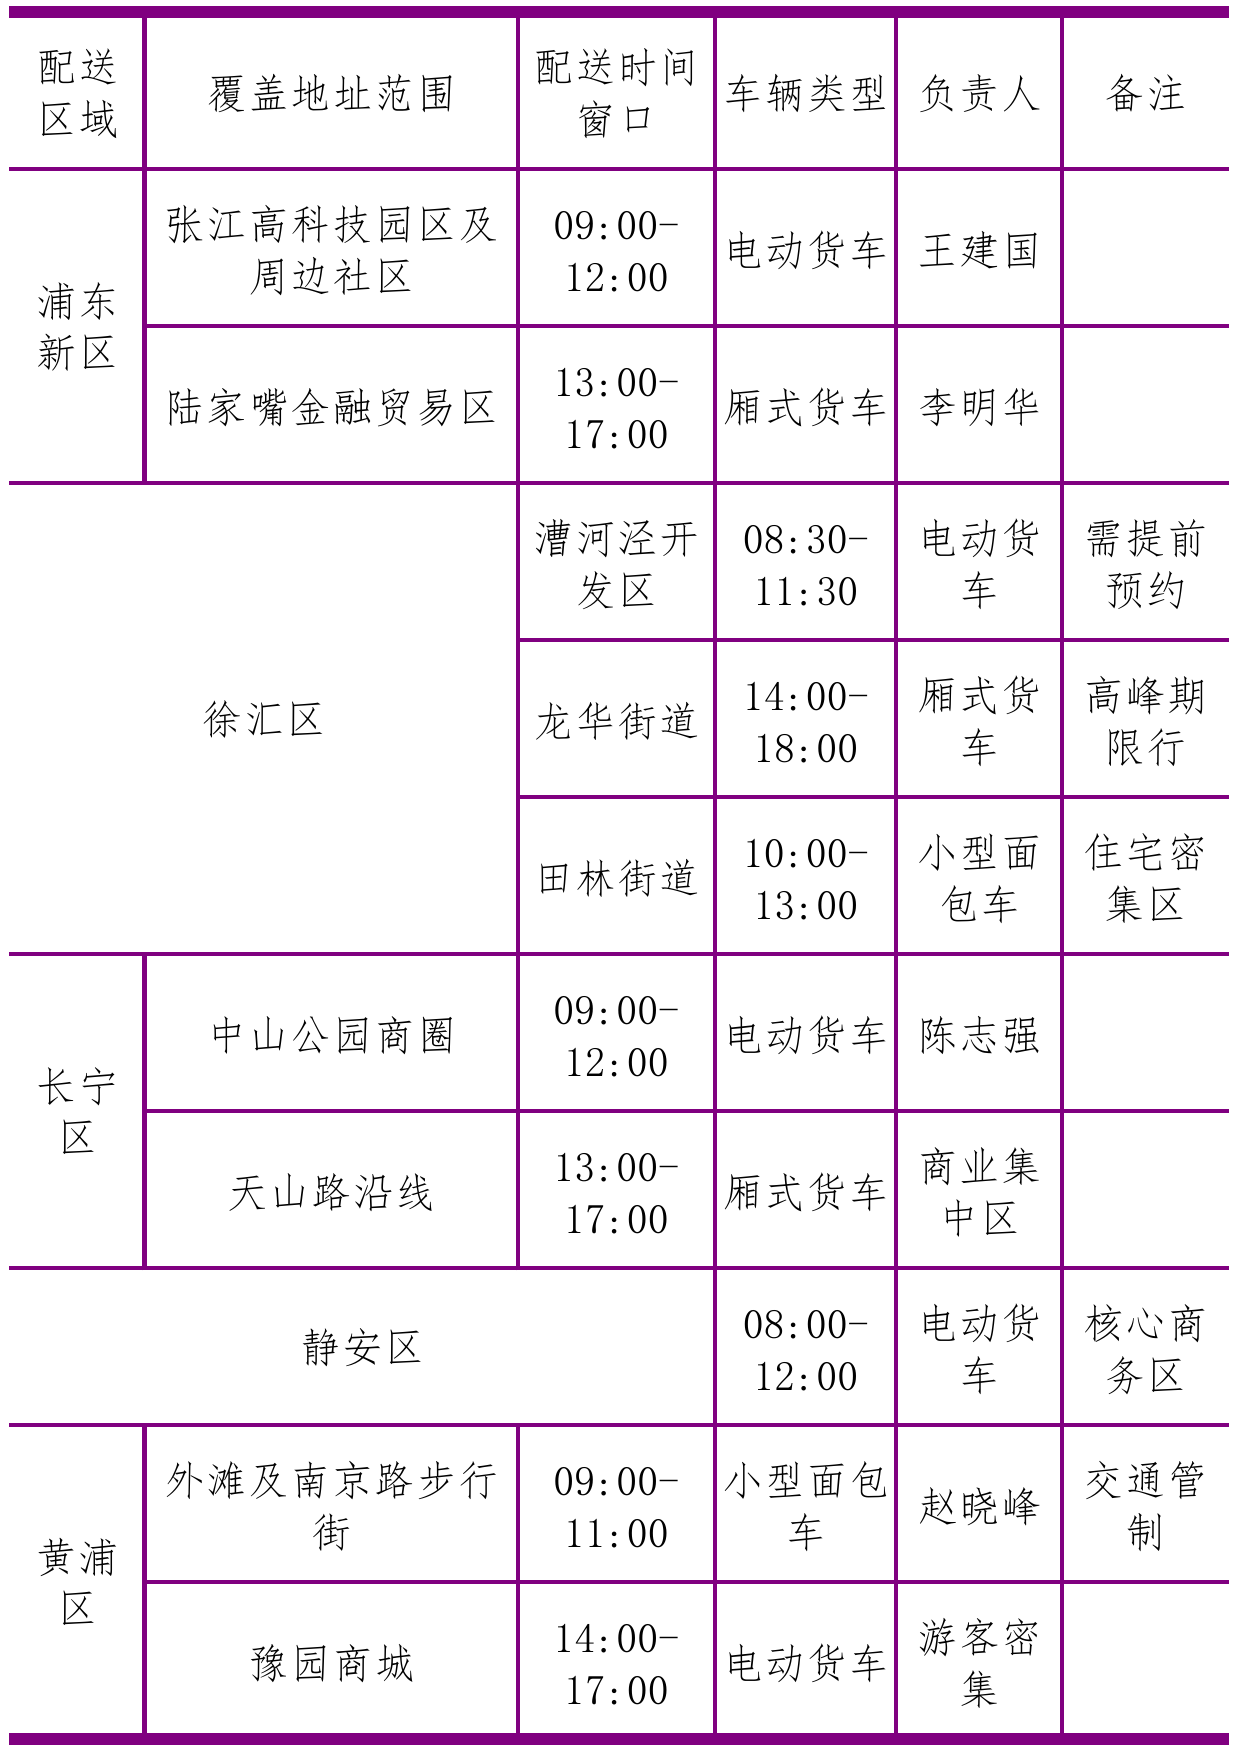 配送
区域
覆盖地址范围
配送时间
窗口
车辆类型
负责人
备注
浦东
新区
张江高科技园区及
周边社区
09:00-
12:00
电动货车
王建国
陆家嘴金融贸易区
13:00-
17:00
厢式货车
李明华
徐汇区
漕河泾开
发区
08:30-
11:30
电动货
车
需提前
预约
龙华街道
14:00-
18:00
厢式货
车
高峰期
限行
田林街道
10:00-
13:00
小型面
包车
住宅密
集区
长宁
区
中山公园商圈
09:00-
12:00
电动货车
陈志强
天山路沿线
13:00-
17:00
厢式货车
商业集
中区
静安区
08:00-
12:00
电动货
车
核心商
务区
黄浦
区
外滩及南京路步行
街
09:00-
11:00
小型面包
车
赵晓峰
交通管
制
豫园商城
14:00-
17:00
电动货车
游客密
集